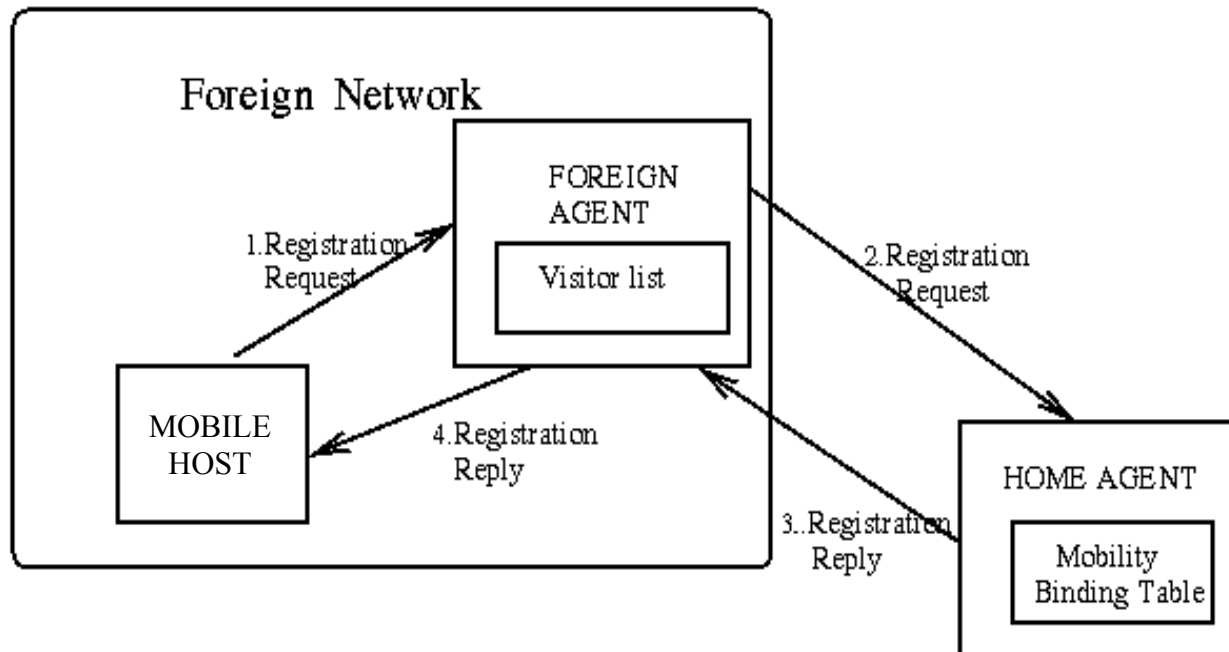 Foreign Network
FOREIGN
AGENT
Visitor list
1.Registration
Request
2.Registration
Request
MOBILE
HOST
4.Registration
Reply
3..Registration
Reply
HOME AGENT
Mobility
Binding Table